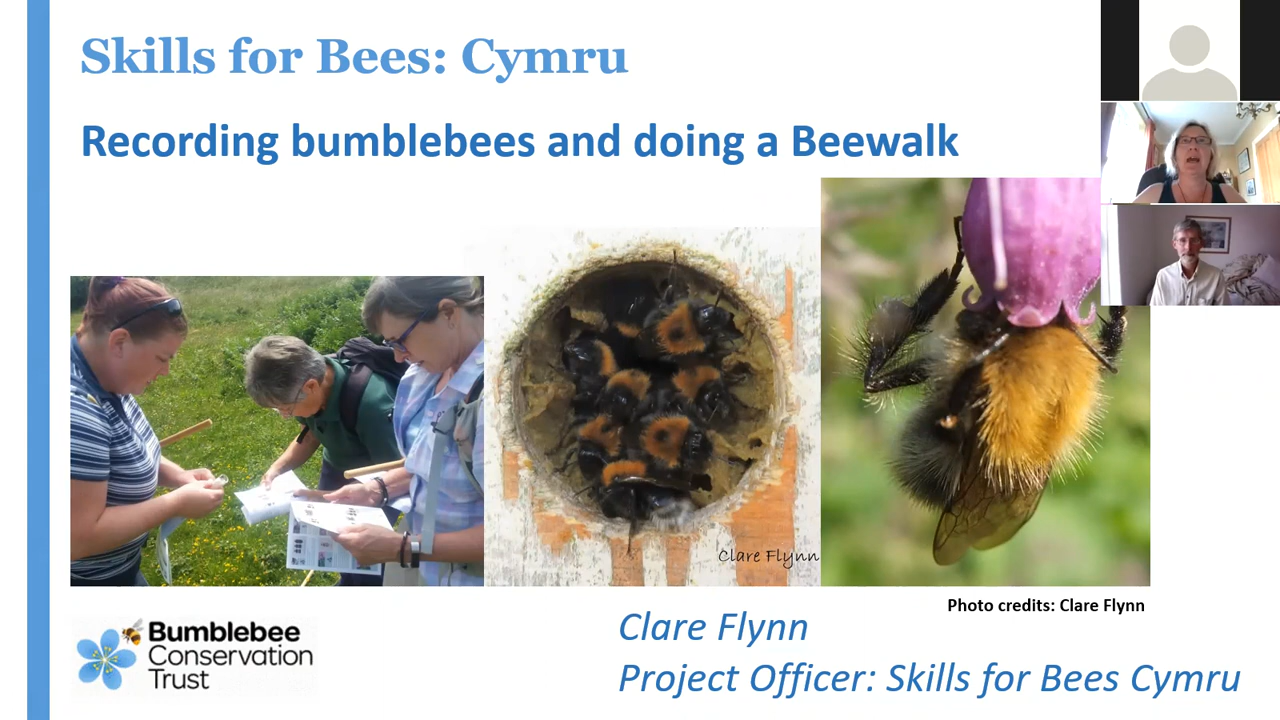 Skills for Bees: Cymru
Recording bumblebees and doing a Beewalk
Clare Flynn
Photo credits: Clare Flynn
Bumblebee
Conservation
Trust
Clare Flynn
Project Officer: Skills for Bees Cymru